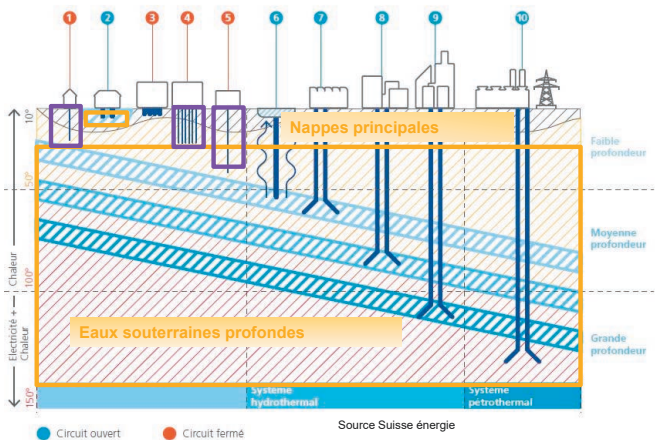 1 2 3 4 5 6 7 8 9 10
10°
Nappes principales
Faible
profondeur
50°
Moyenne
profondeur
Chaleur
100°
Eaux souterraines profondes
Electricité +
Chaleur
Grande
profondeur
150°
Système
hydrothermal
Système
pétrothermal
Circuit ouvert
Circuit fermé
Source Suisse énergie